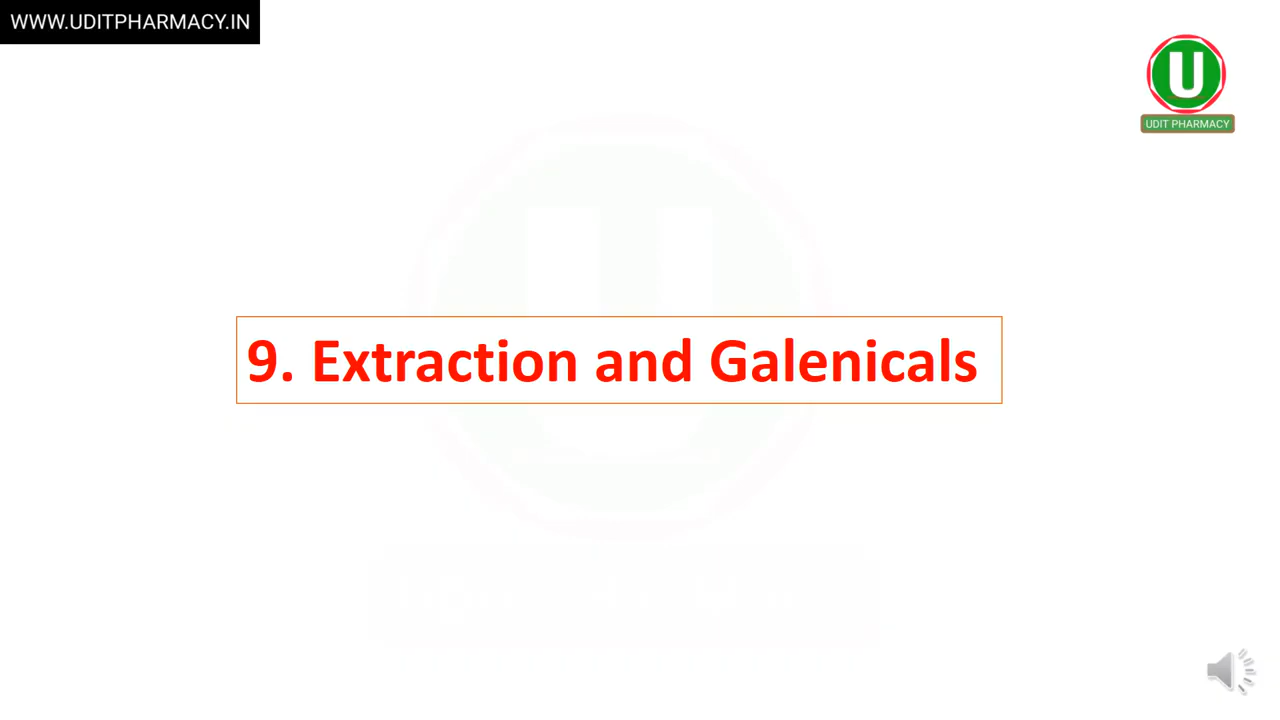 WWW.UDITPHARMACY.IN
U
UDIT PHARMACY
U
9. Extraction and Galenicals